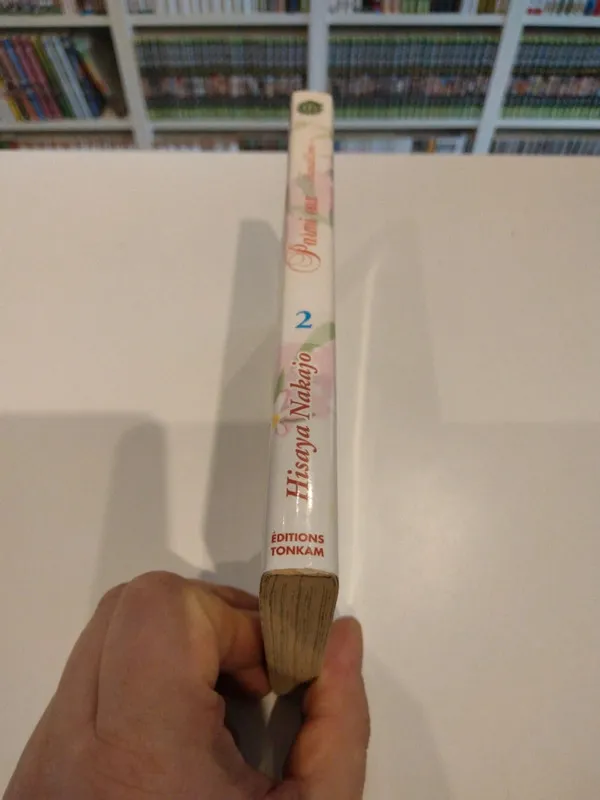 Parmi eux
2
Hisaya Nakajo
ÉDITIONS
TONKAM